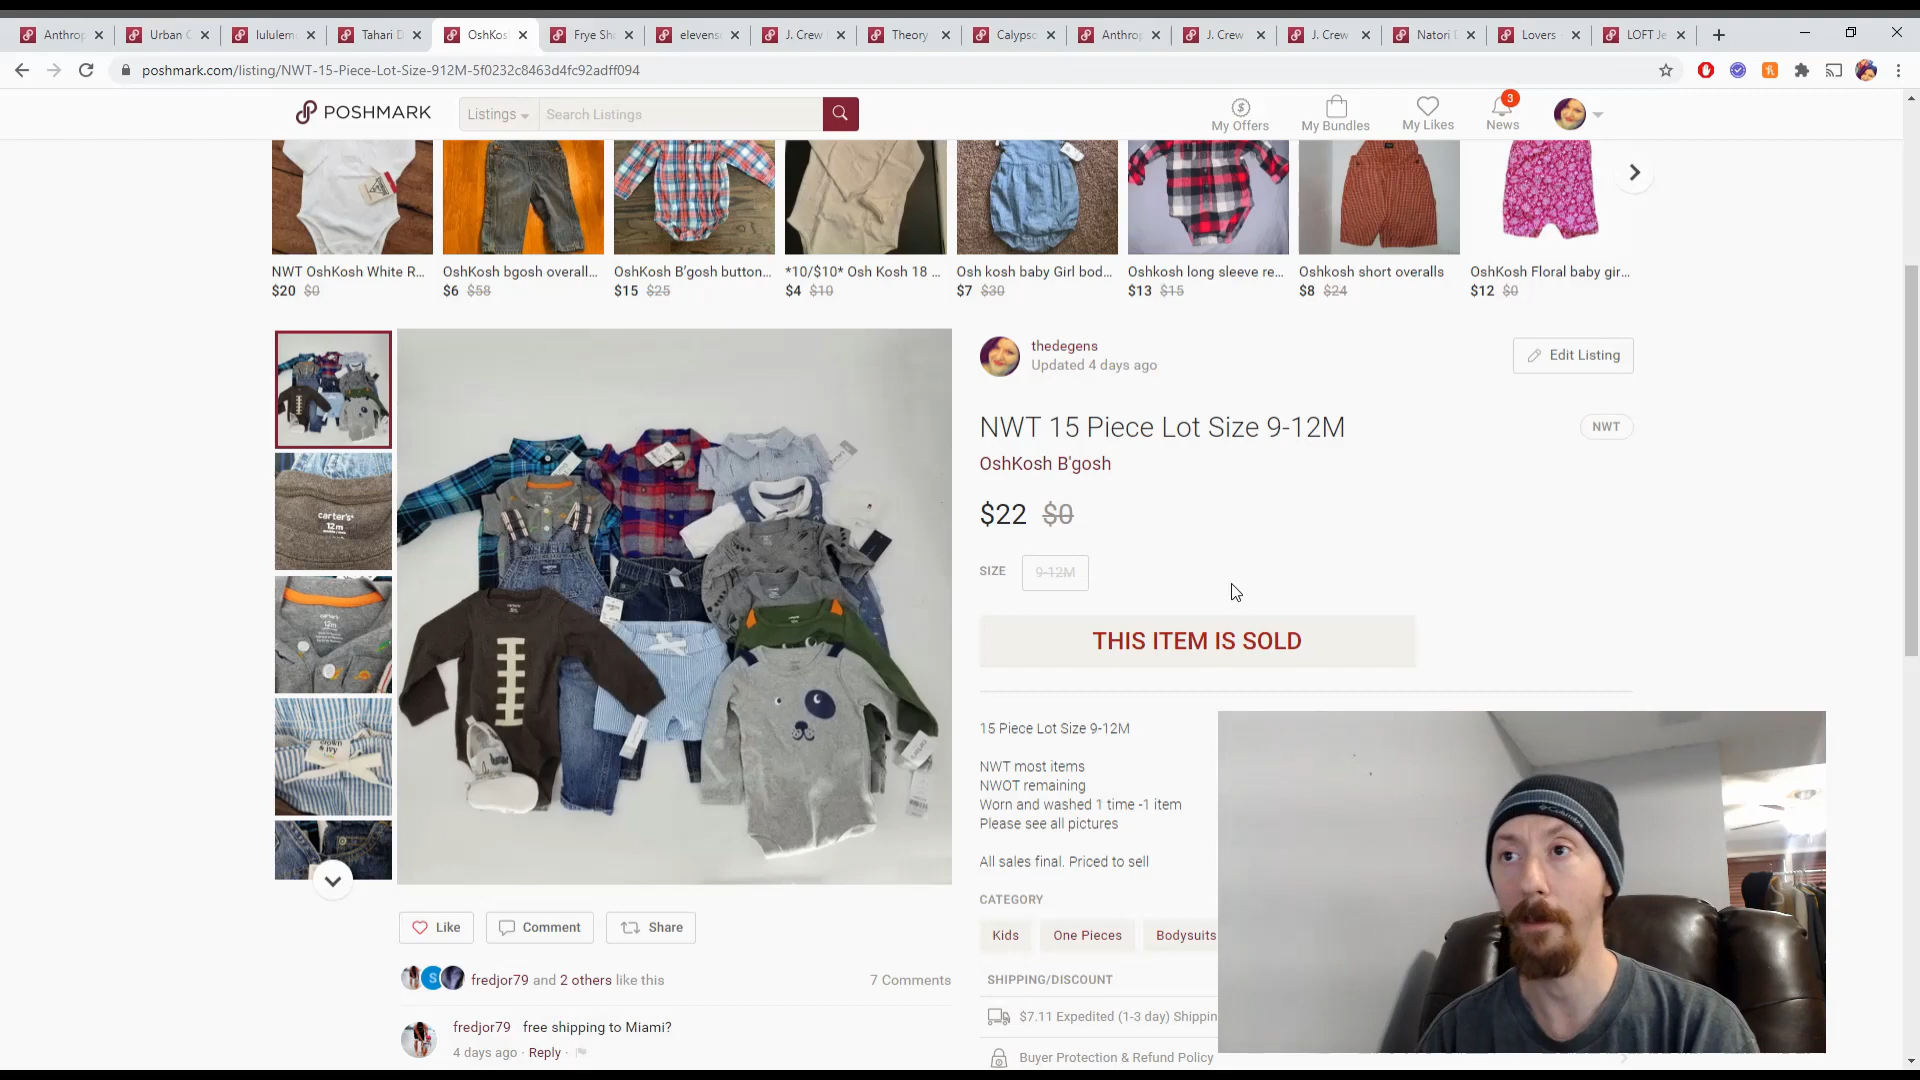 Anthrop
Urban O
lululem
Tahari D
OshKos
Frye Sh
elevens
J. Crew
Theory
Calypso
Anthrop
J. Crew
J. Crew
Natori D
Lovers
LOFT Je
poshmark.com/listing/NWT-15-Piece-Lot-Size-912M-5f0232c8463d4fc92adff094
POSHMARK
Listings
Search Listings
My Offers
My Bundles
My Likes
3
News
NWT OshKosh White R...
$20 $0
OshKosh bgosh overall...
$6 $58
OshKosh B'gosh button...
$15 $25
*10/$10* Osh Kosh 18 ...
$4 $10
Osh kosh baby Girl bod...
$7 $30
Oshkosh long sleeve re...
$13 $15
Oshkosh short overalls
$8 $24
OshKosh Floral baby gir...
$12 $0
carter's
12m
carter's
12m
crown
& ivy
thedegens
Updated 4 days ago
Edit Listing
NWT 15 Piece Lot Size 9-12M
NWT
OshKosh B'gosh
$22 $0
SIZE
9-12M
THIS ITEM IS SOLD
15 Piece Lot Size 9-12M
NWT most items
NWOT remaining
Worn and washed 1 time -1 item
Please see all pictures
All sales final. Priced to sell
CATEGORY
Kids
One Pieces
Bodysuits
SHIPPING/DISCOUNT
$7.11 Expedited (1-3 day) Shippin
Buyer Protection & Refund Policy
Like
Comment
Share
S
fredjor79 and 2 others like this
7 Comments
fredjor79 free shipping to Miami?
4 days ago · Reply ·
Columbia